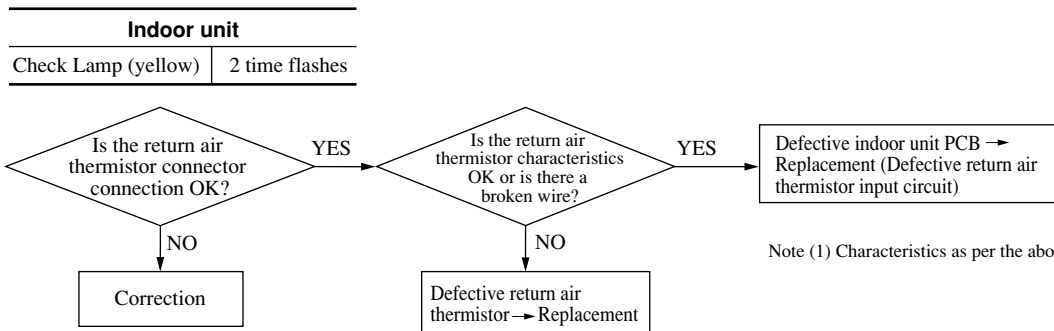 Indoor unit
Check Lamp (yellow) 2 time flashes
Is the return air
thermistor connector
connection OK?
YES
Is the return air
thermistor characteristics
OK or is there a
broken wire?
YES
Defective indoor unit PCB →
Replacement (Defective return air
thermistor input circuit)
NO
NO
Correction
Defective return air
thermistor → Replacement
Note (1) Characteristics as per the abo